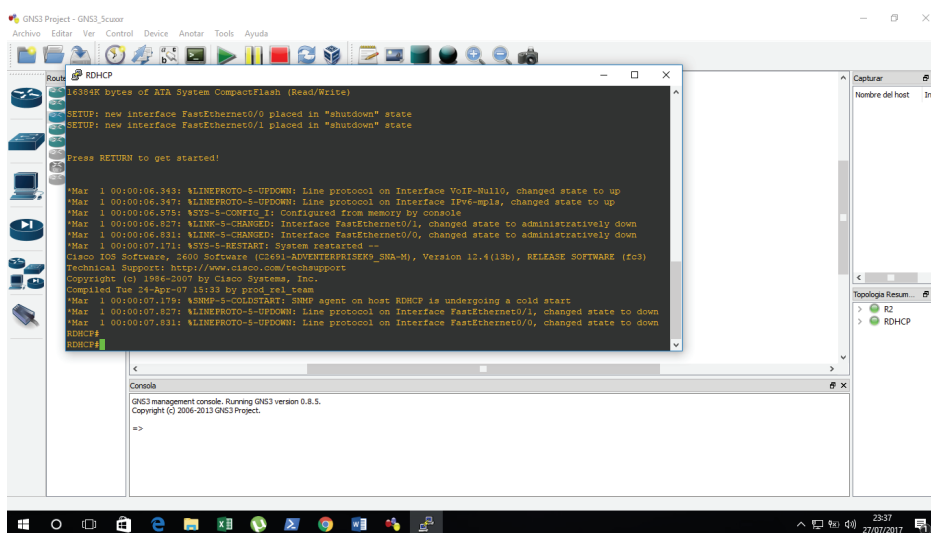 GNS3 Project - GNS3_5cuxxr
Archivo Editar Ver Control Device Anotar Tools Ayuda
Route
RDHCP
16384K bytes of ATA System CompactFlash (Read/Write)
SETUP: new interface FastEthernet0/0 placed in "shutdown" state
SETUP: new interface FastEthernet0/1 placed in "shutdown" state
Press RETURN to get started!
*Mar 1 00:00:06.343: %LINEPROTO-5-UPDOWN: Line protocol on Interface VoIP-Null0, changed state to up
*Mar 1 00:00:06.347: %LINEPROTO-5-UPDOWN: Line protocol on Interface IPv6-mpls, changed state to up
*Mar 1 00:00:06.575: %SYS-5-CONFIG_I: Configured from memory by console
*Mar 1 00:00:06.827: %LINK-5-CHANGED: Interface FastEthernet0/1, changed state to administratively down
*Mar 1 00:00:06.831: %LINK-5-CHANGED: Interface FastEthernet0/0, changed state to administratively down
*Mar 1 00:00:07.171: %SYS-5-RESTART: System restarted --
Cisco IOS Software, 2600 Software (C2691-ADVENTERPRISEK9_SNA-M), Version 12.4(13b), RELEASE SOFTWARE (fc3)
Technical Support: http://www.cisco.com/techsupport
Copyright (c) 1986-2007 by Cisco Systems, Inc.
Compiled Tue 24-Apr-07 15:33 by prod_rel_team
*Mar 1 00:00:07.179: %SNMP-5-COLDSTART: SNMP agent on host RDHCP is undergoing a cold start
*Mar 1 00:00:07.827: %LINEPROTO-5-UPDOWN: Line protocol on Interface FastEthernet0/1, changed state to down
*Mar 1 00:00:07.831: %LINEPROTO-5-UPDOWN: Line protocol on Interface FastEthernet0/0, changed state to down
RDHCP#
RDHCP#
Capturar
Nombre del host In
Topologia Resum...
R2
RDHCP
Consola
GNS3 management console. Running GNS3 version 0.8.5.
Copyright (c) 2006-2013 GNS3 Project.
=>
23:37
27/07/2017